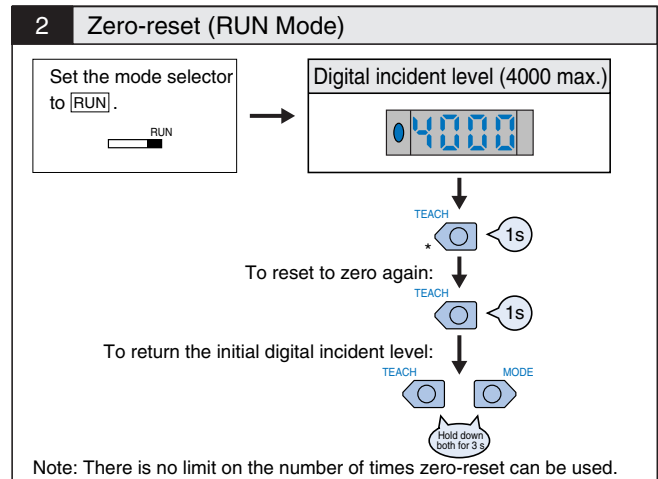 2 Zero-reset (RUN Mode)
Set the mode selector
to RUN.
RUN
Digital incident level (4000 max.)
4000
TEACH
* 1s
To reset to zero again:
TEACH
1s
To return the initial digital incident level:
TEACH MODE
Hold down
both for 3 s
Note: There is no limit on the number of times zero-reset can be used.